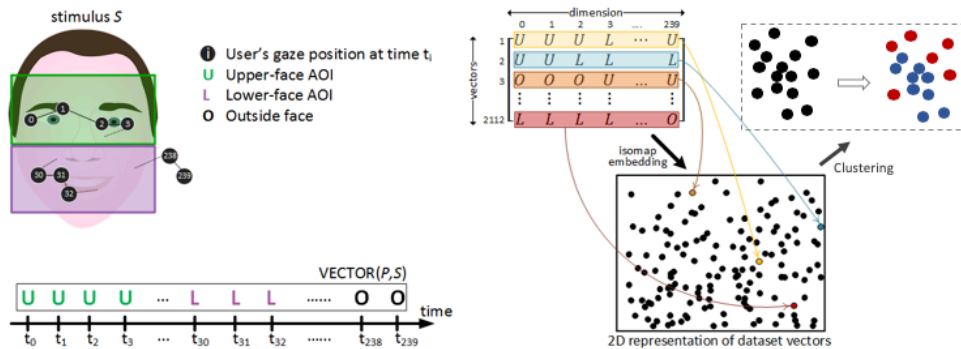 stimulus S
i User's gaze position at time tᵢ
U Upper-face AOI
L Lower-face AOI
O Outside face
0 1 2 3
30 31 32
238
239
VECTOR(P,S)
U U U U ... L L L ...... O O
time
t₀ t₁ t₂ t₃ ... t₃₀ t₃₁ t₃₂ ...... t₂₃₈ t₂₃₉
dimension
0 1 2 3 239
vectors
1 U U U L ... U
2 U U L L L
3 O O O U ... U
⋮ ⋮ ⋮ ⋮ ... ⋮
2112 L L L L ... O
isomap
embedding
Clustering
2D representation of dataset vectors